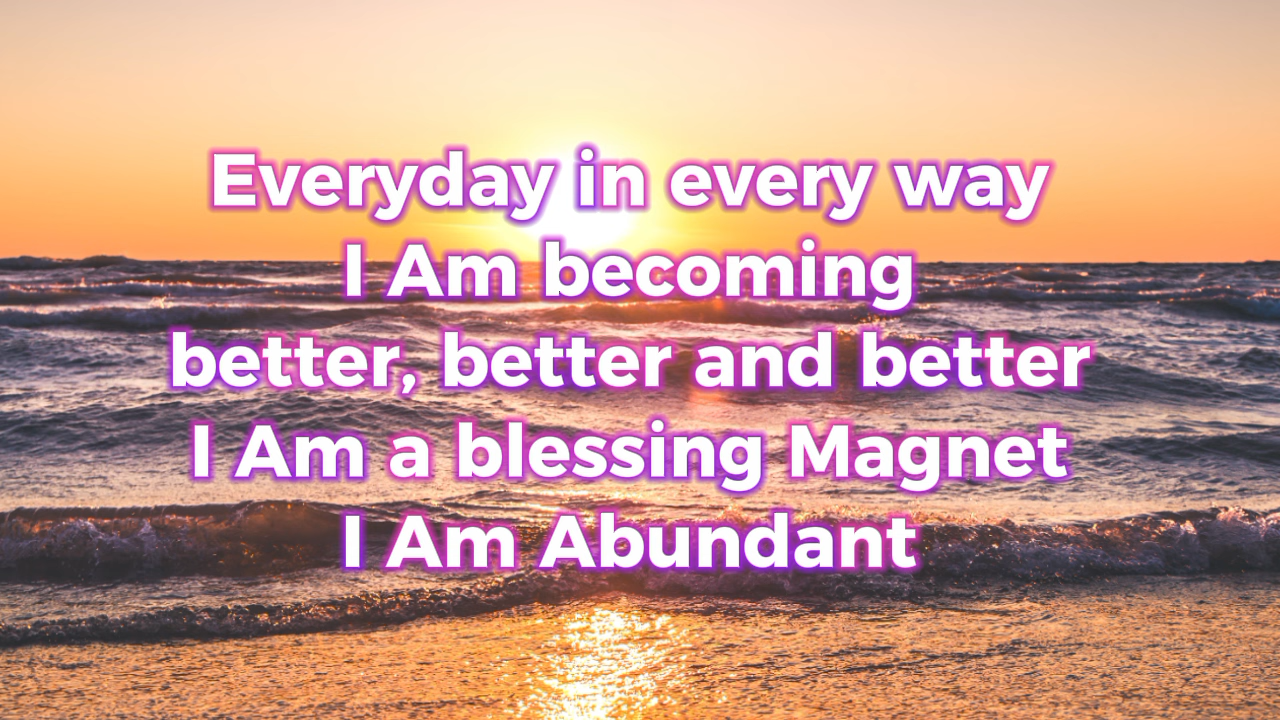 Everyday in every way
I Am becoming
better, better and better
I Am a blessing Magnet
I Am Abundant